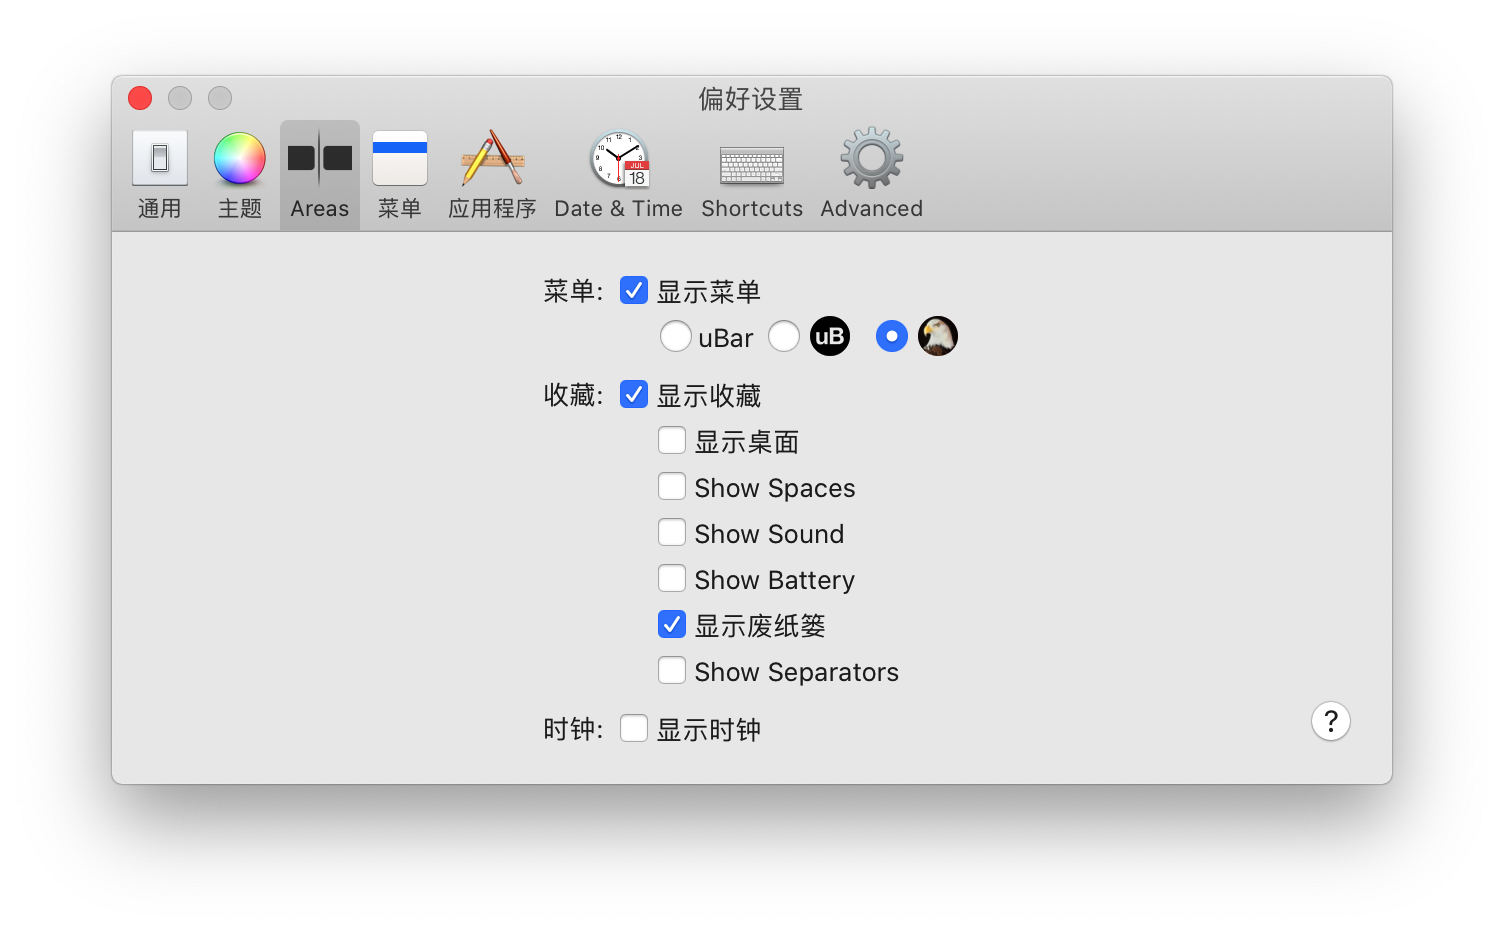 偏好设置
通用 主题 Areas 菜单 应用程序 Date & Time Shortcuts Advanced
JUL
18
菜单: 显示菜单
uBar uB
收藏: 显示收藏
显示桌面
Show Spaces
Show Sound
Show Battery
显示废纸篓
Show Separators
时钟: 显示时钟
?